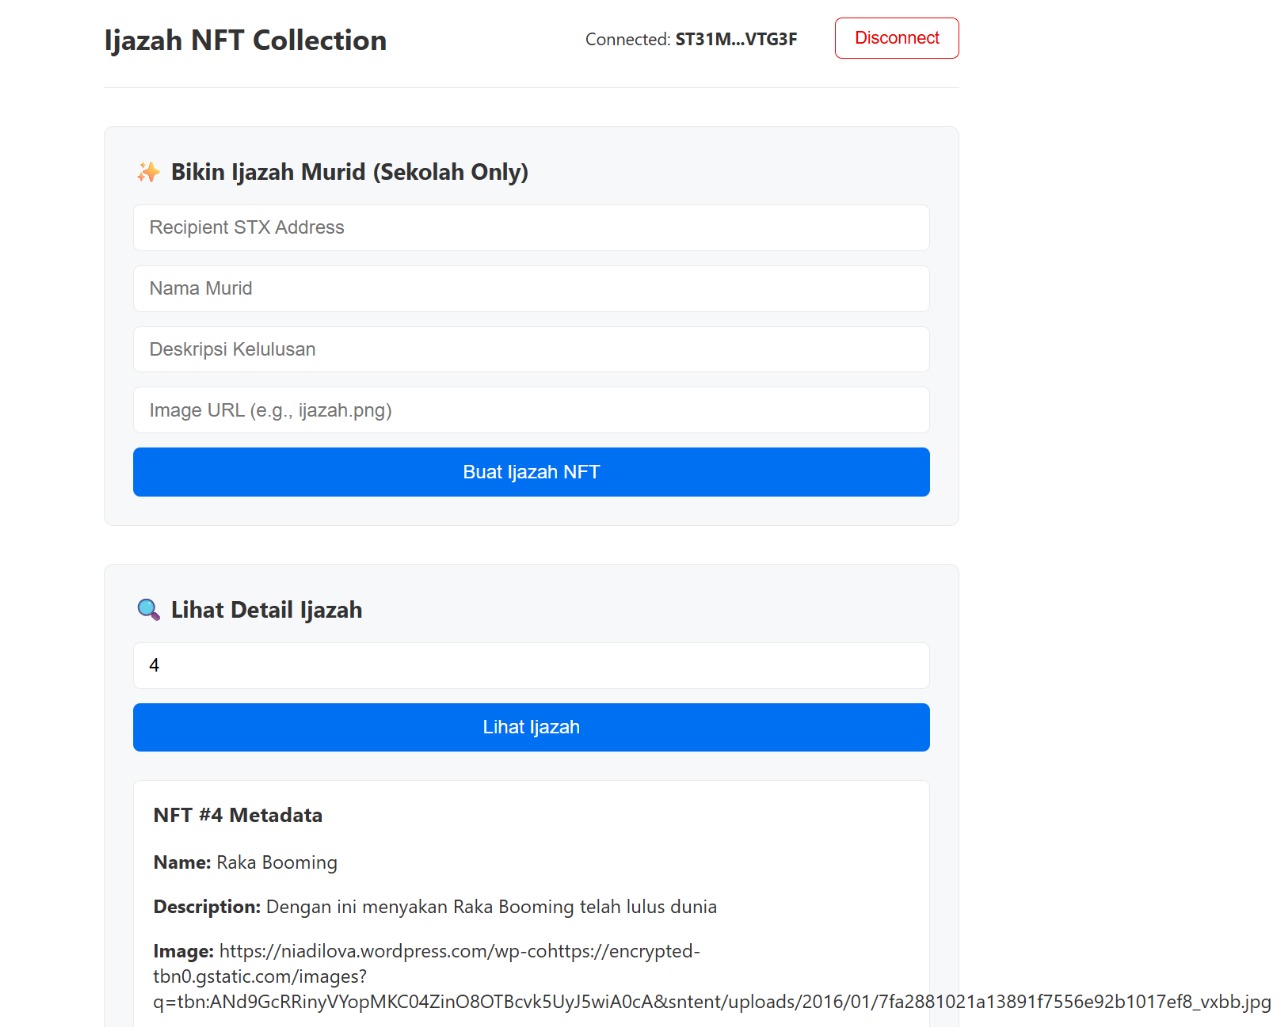 Ijazah NFT Collection
Connected: ST31M...VTG3F
Disconnect
✨ Bikin Ijazah Murid (Sekolah Only)
Recipient STX Address
Nama Murid
Deskripsi Kelulusan
Image URL (e.g., ijazah.png)
Buat Ijazah NFT
🔍 Lihat Detail Ijazah
4
Lihat Ijazah
NFT #4 Metadata
Name: Raka Booming
Description: Dengan ini menyakan Raka Booming telah lulus dunia
Image: https://niadilova.wordpress.com/wp-cohttps://encrypted-
tbn0.gstatic.com/images?
q=tbn:ANd9GcRRinyVYopMKC04ZinO8OTBcvk5UyJ5wiA0cA&sntent/uploads/2016/01/7fa2881021a13891f7556e92b1017ef8_vxbb.jpg